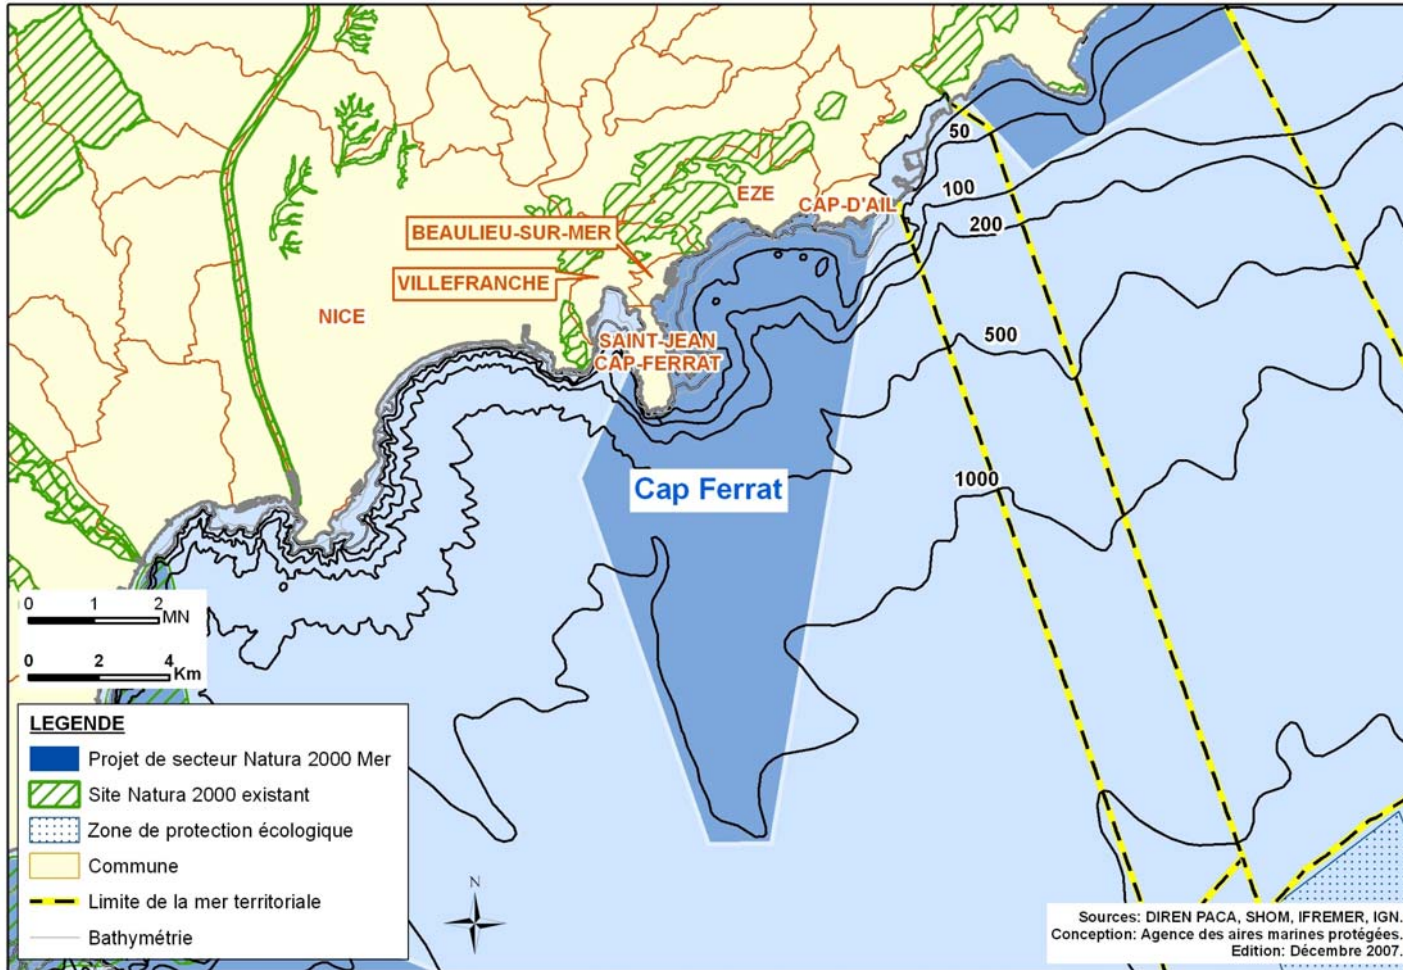 50
EZE
100
CAP-D'AIL
200
BEAULIEU-SUR-MER
VILLEFRANCHE
NICE
500
SAINT-JEAN
CAP-FERRAT
1000
Cap Ferrat
0 1 2
MN
0 2 4
Km
LEGENDE
Projet de secteur Natura 2000 Mer
Site Natura 2000 existant
Zone de protection écologique
Commune
Limite de la mer territoriale
Bathymétrie
N
Sources: DIREN PACA, SHOM, IFREMER, IGN.
Conception: Agence des aires marines protégées.
Edition: Décembre 2007.